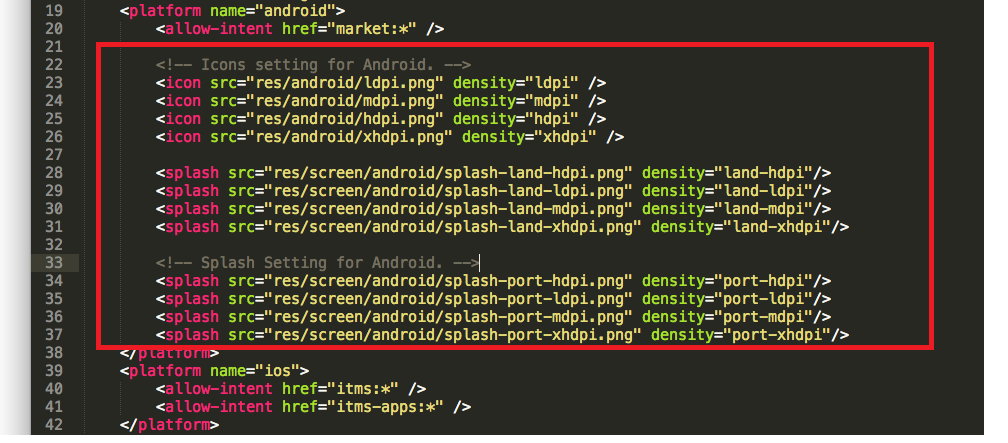 19 <platform name="android">
20 <allow-intent href="market:*" />
21
22 <!-- Icons setting for Android. -->
23 <icon src="res/android/ldpi.png" density="ldpi" />
24 <icon src="res/android/mdpi.png" density="mdpi" />
25 <icon src="res/android/hdpi.png" density="hdpi" />
26 <icon src="res/android/xhdpi.png" density="xhdpi" />
27
28 <splash src="res/screen/android/splash-land-hdpi.png" density="land-hdpi"/>
29 <splash src="res/screen/android/splash-land-ldpi.png" density="land-ldpi"/>
30 <splash src="res/screen/android/splash-land-mdpi.png" density="land-mdpi"/>
31 <splash src="res/screen/android/splash-land-xhdpi.png" density="land-xhdpi"/>
32
33 <!-- Splash Setting for Android. -->
34 <splash src="res/screen/android/splash-port-hdpi.png" density="port-hdpi"/>
35 <splash src="res/screen/android/splash-port-ldpi.png" density="port-ldpi"/>
36 <splash src="res/screen/android/splash-port-mdpi.png" density="port-mdpi"/>
37 <splash src="res/screen/android/splash-port-xhdpi.png" density="port-xhdpi"/>
38 </platform>
39 <platform name="ios">
40 <allow-intent href="itms:*" />
41 <allow-intent href="itms-apps:*" />
42 </platform>